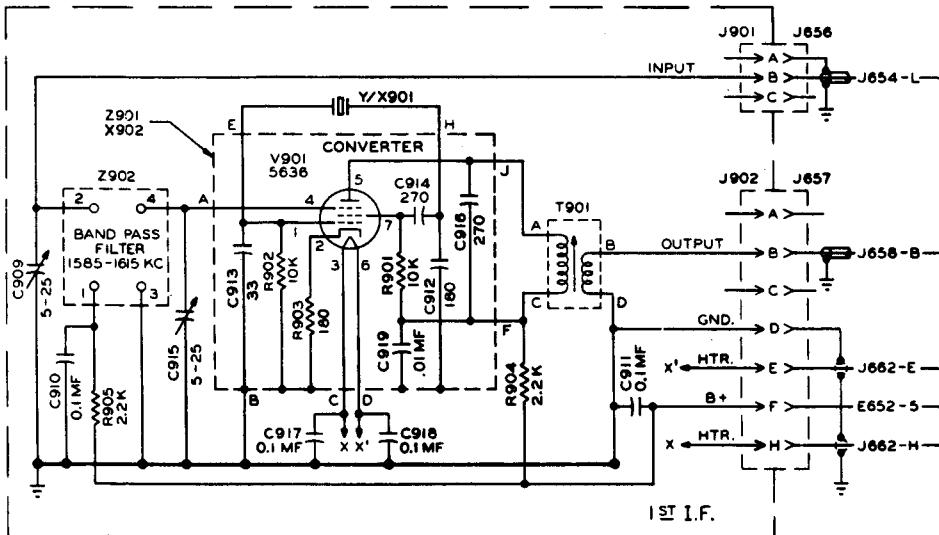 J901 J656
A
INPUT
B
J654-L
C
Y/X901
Z901
X902
E
H
CONVERTER
V901
5636
5
J
C914
270
Z902
2
4
A
4
7
1
2
3
6
BAND PASS
FILTER
1585-1615 KC
1
3
C909
5-25
C915
5-25
C913
33
R902
10K
R903
180
R901
10K
C912
180
C916
270
C919
.01MF
F
T901
A
B
C
D
J902 J657
A
OUTPUT
B
J658-B
C
GND.
D
X' HTR.
E
J662-E
B+
F
E652-5
X HTR.
H
J662-H
C910
0.1 MF
R905
2.2K
B
C
D
C917
0.1 MF
X X'
C918
0.1 MF
R904
2.2K
C911
0.1MF
1ST I.F.